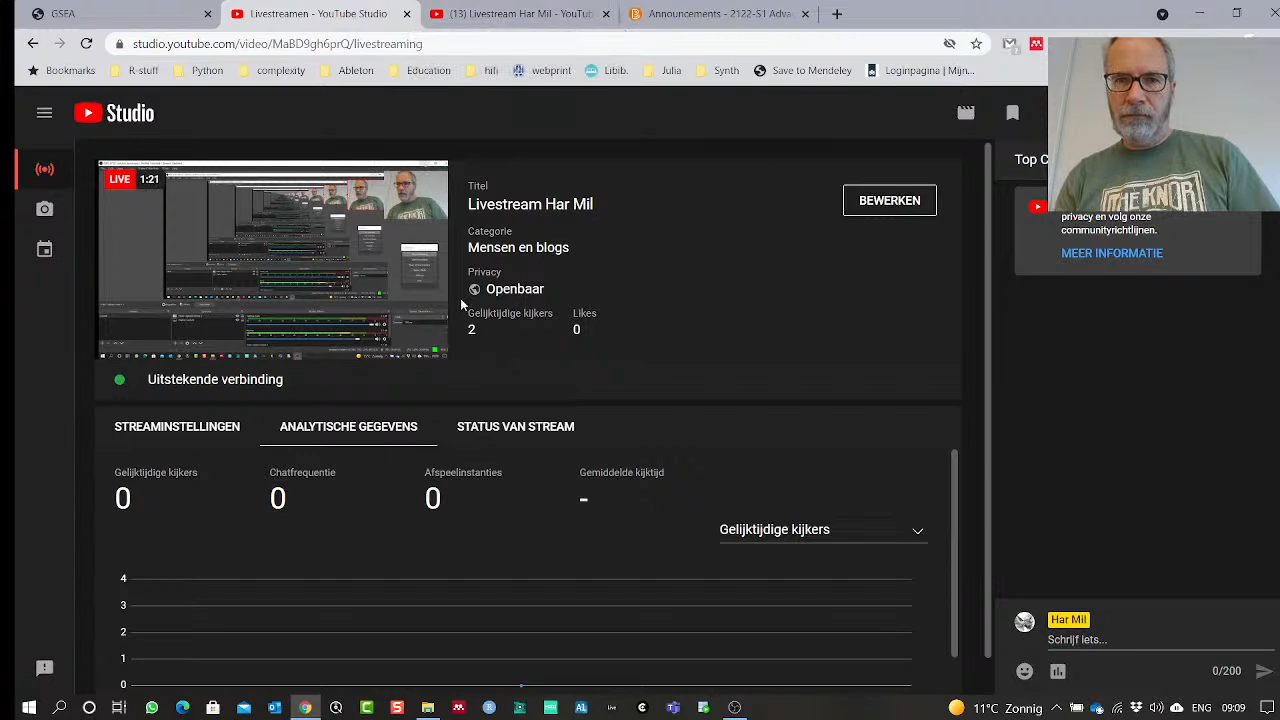 GSEA
Livestreamen - YouTube Studio
(13) Livestream Har Mil - YouTub
Announcements - 2122-S1 Adva
studio.youtube.com/video/MaBD9gh6prQ/livestreaming
Bookmarks
R-stuff
Python
complexity
Ableton
Education
hifi
webprint
Libib.
Julia
Synth
Save to Mendeley
Loginpagina | Mijn...
Studio
LIVE 1:21
Titel
Livestream Har Mil
BEWERKEN
Categorie
Mensen en blogs
Privacy
Openbaar
2
0
Uitstekende verbinding
Top C
privacy en volg onze
communityrichtlijnen.
MEER INFORMATIE
STREAMINSTELLINGEN
ANALYTISCHE GEGEVENS
STATUS VAN STREAM
Gelijktijdige kijkers
Chatfrequentie
Afspeelinstanties
Gemiddelde kijktijd
0
0
0
-
Gelijktijdige kijkers
4
3
2
1
0
Har Mil
Schrijf iets...
0/200
THE KNOR
11°C Zonnig
ENG
09:09